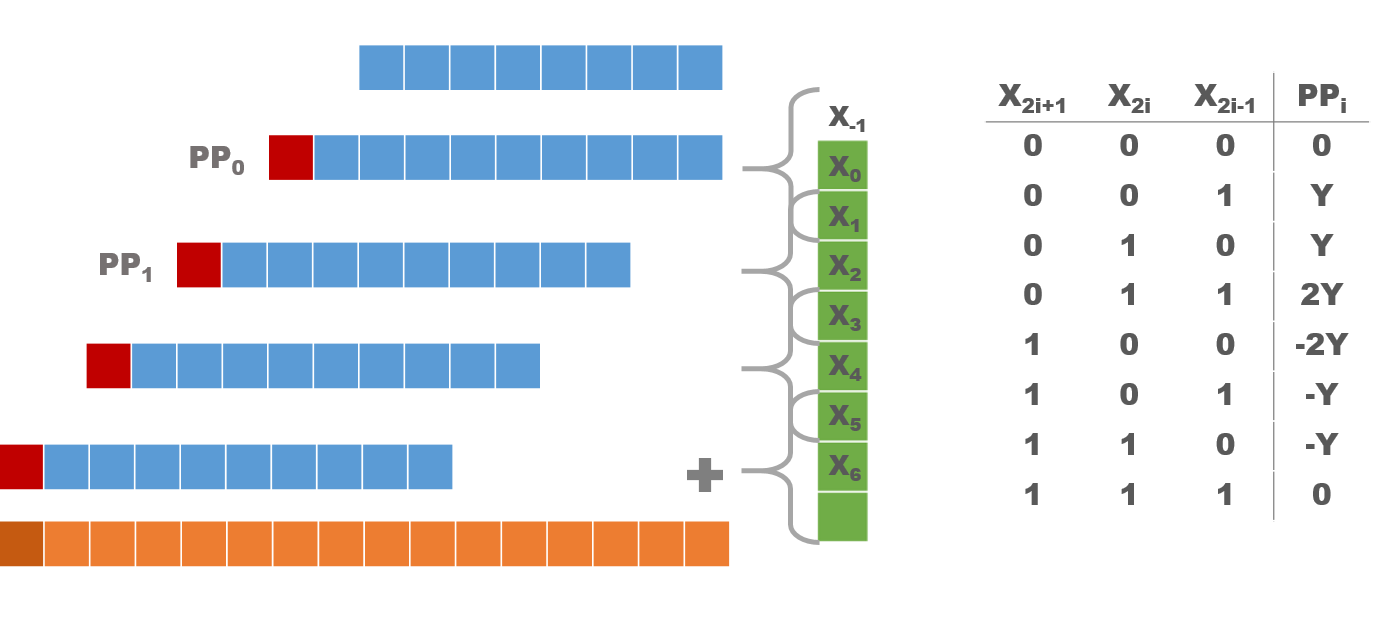 X-1
PP0
X0
X1
PP1
X2
X3
X4
X5
X6
+
X2i+1 X2i X2i-1 PPi
0 0 0 0
0 0 1 Y
0 1 0 Y
0 1 1 2Y
1 0 0 -2Y
1 0 1 -Y
1 1 0 -Y
1 1 1 0